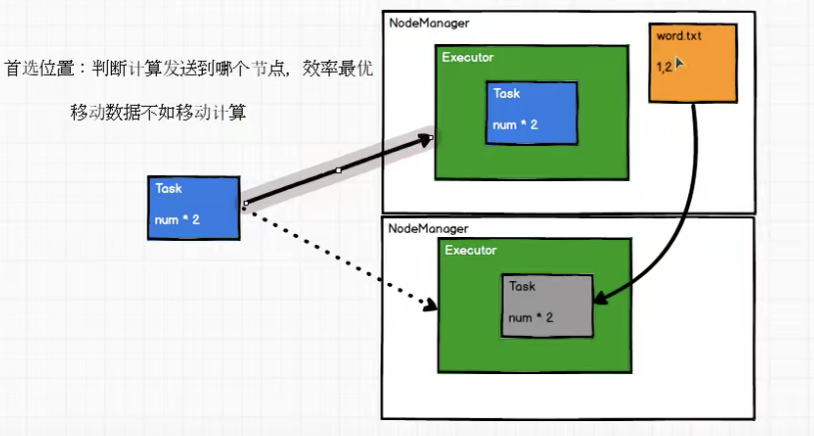 首选位置：判断计算发送到哪个节点，效率最优
移动数据不如移动计算
Task
num * 2
NodeManager
Executor
Task
num * 2
word.txt
1,2
NodeManager
Executor
Task
num * 2